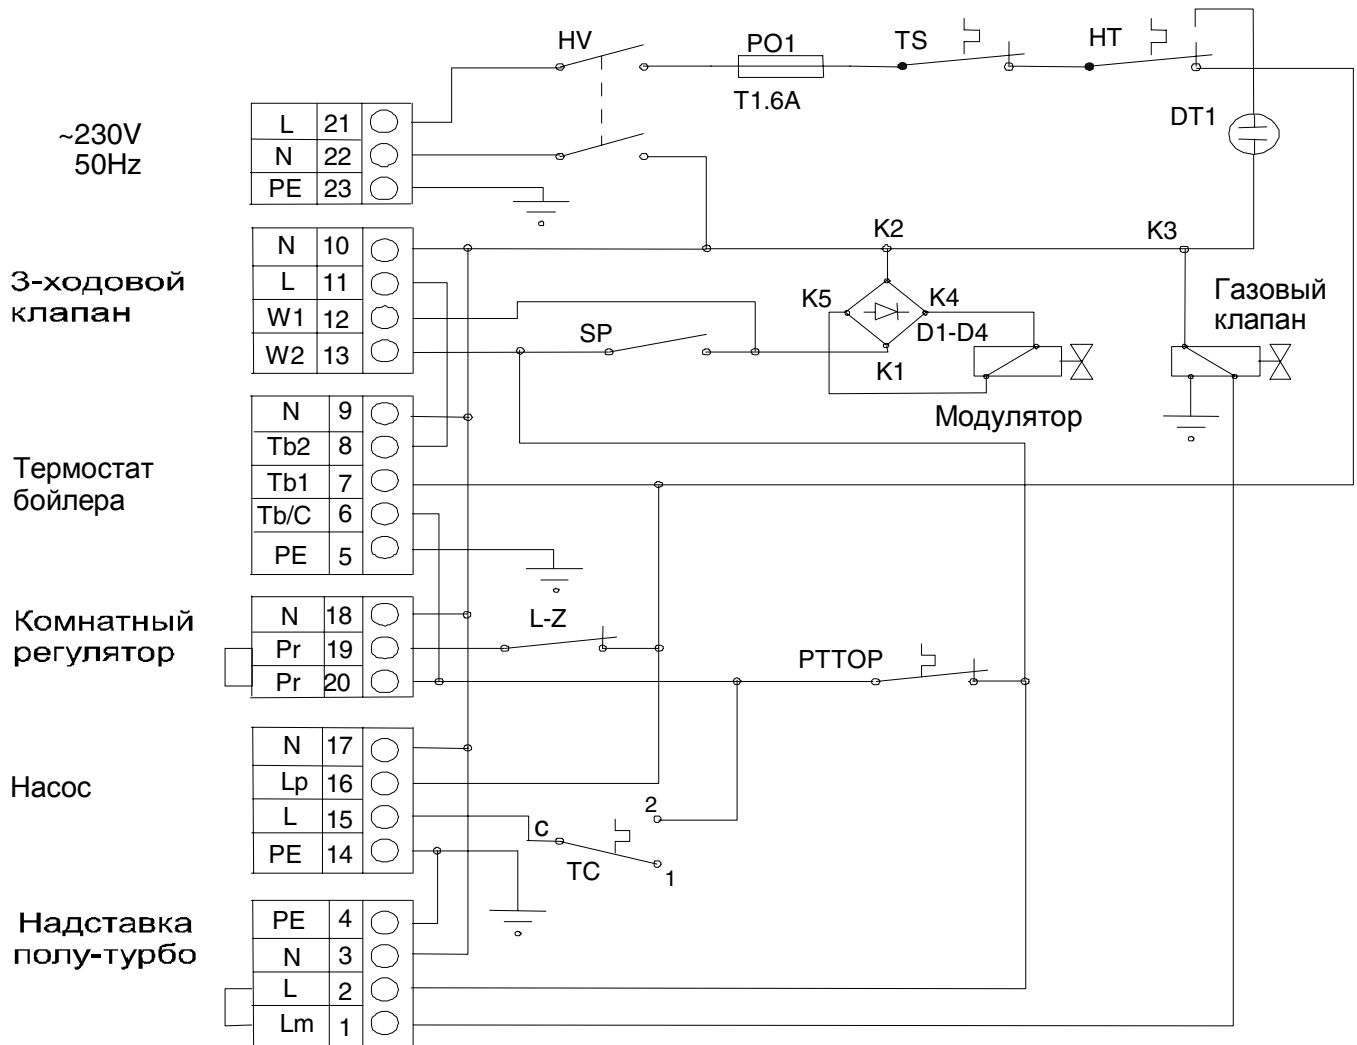 HV
PO1
T1.6A
TS
HT
DT1
~230V
50Hz
L 21
N 22
PE 23
3-ходовой
клапан
N 10
L 11
W1 12
W2 13
SP
K2
K3
K5
K4
D1-D4
K1
Газовый
клапан
Модулятор
Термостат
бойлера
N 9
Tb2 8
Tb1 7
Tb/C 6
PE 5
Комнатный
регулятор
N 18
Pr 19
Pr 20
L-Z
PTTOP
Насос
N 17
Lp 16
L 15
PE 14
c
TC
2
1
Надставка
полу-турбо
PE 4
N 3
L 2
Lm 1